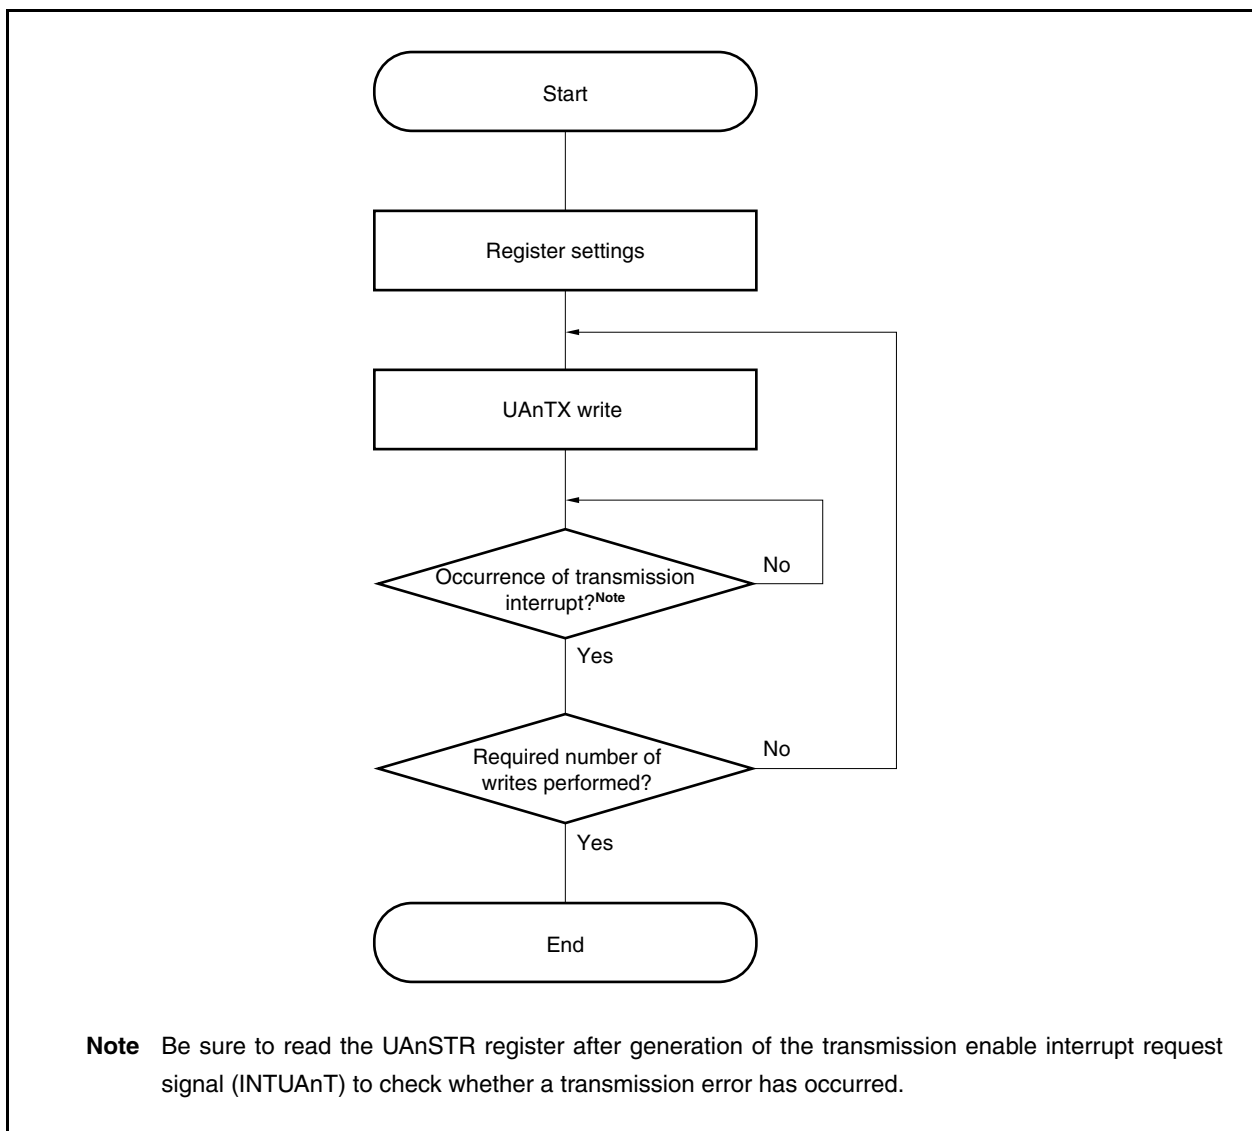 Start
Register settings
UAnTX write
Occurrence of transmission
interrupt?Note
No
Yes
Required number of
writes performed?
No
Yes
End
Note Be sure to read the UAnSTR register after generation of the transmission enable interrupt request
signal (INTUAnT) to check whether a transmission error has occurred.